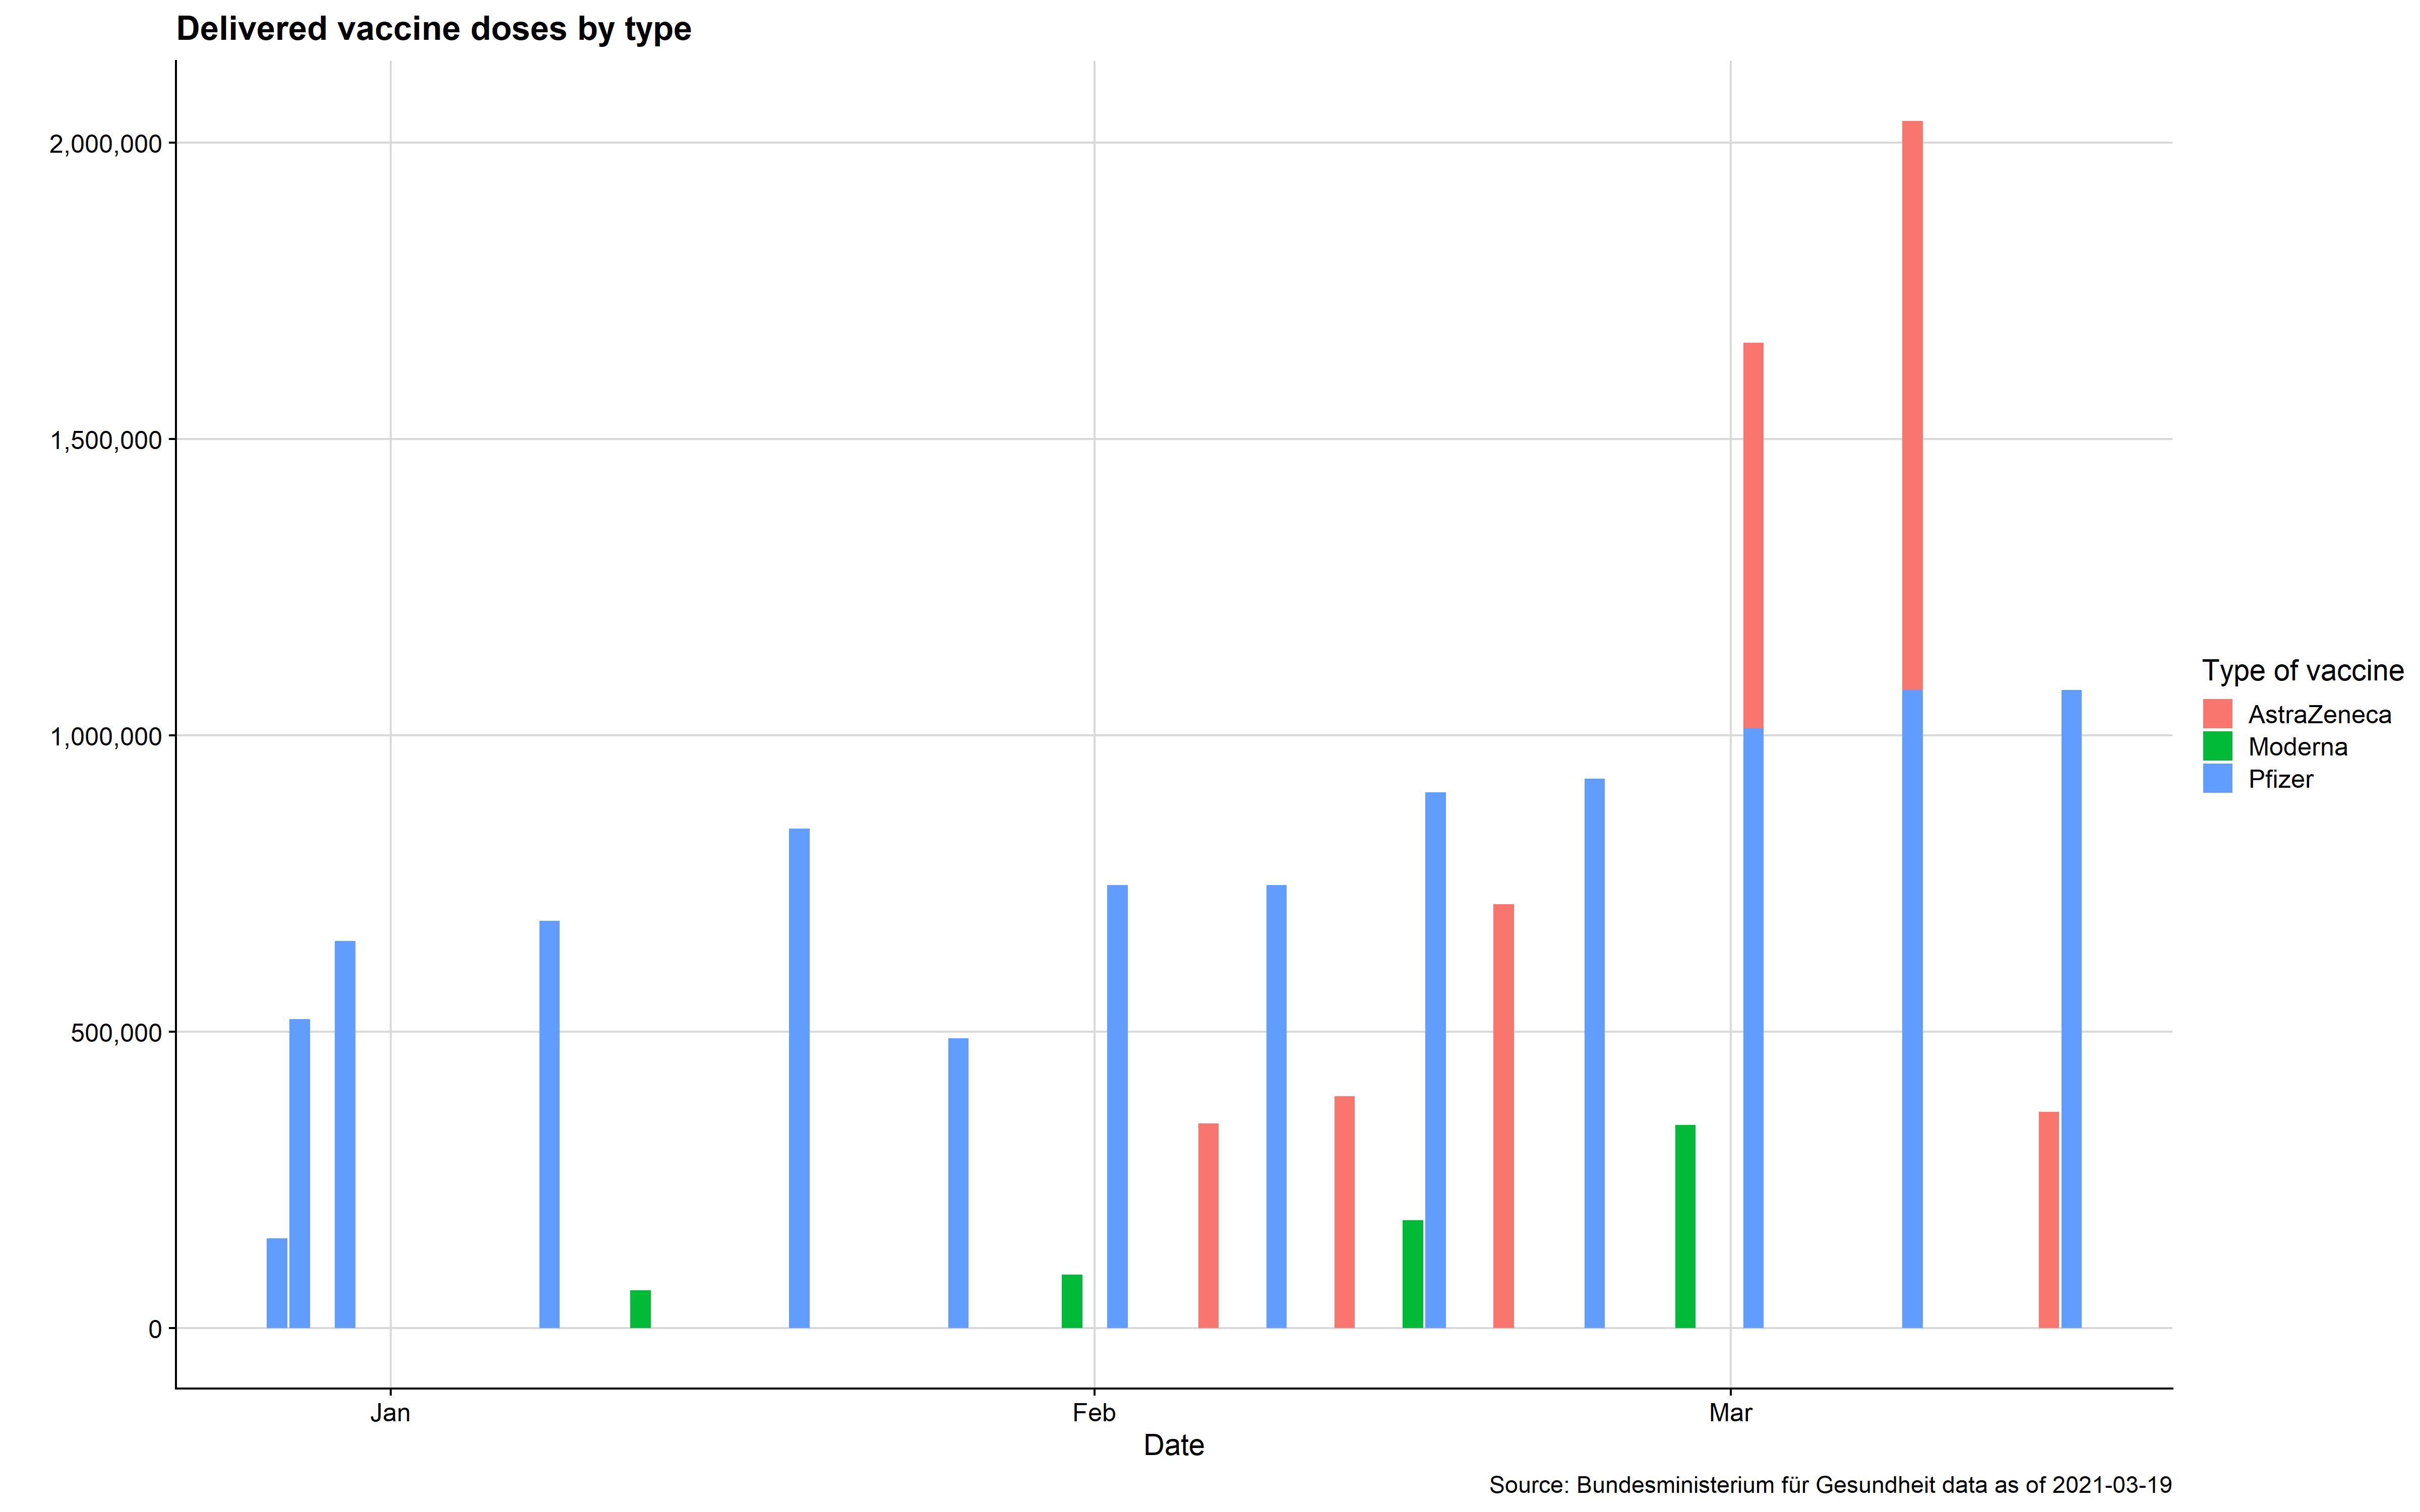 Delivered vaccine doses by type
2,000,000
1,500,000
1,000,000
500,000
0
Jan
Feb
Mar
Date
Type of vaccine
AstraZeneca
Moderna
Pfizer
Source: Bundesministerium für Gesundheit data as of 2021-03-19